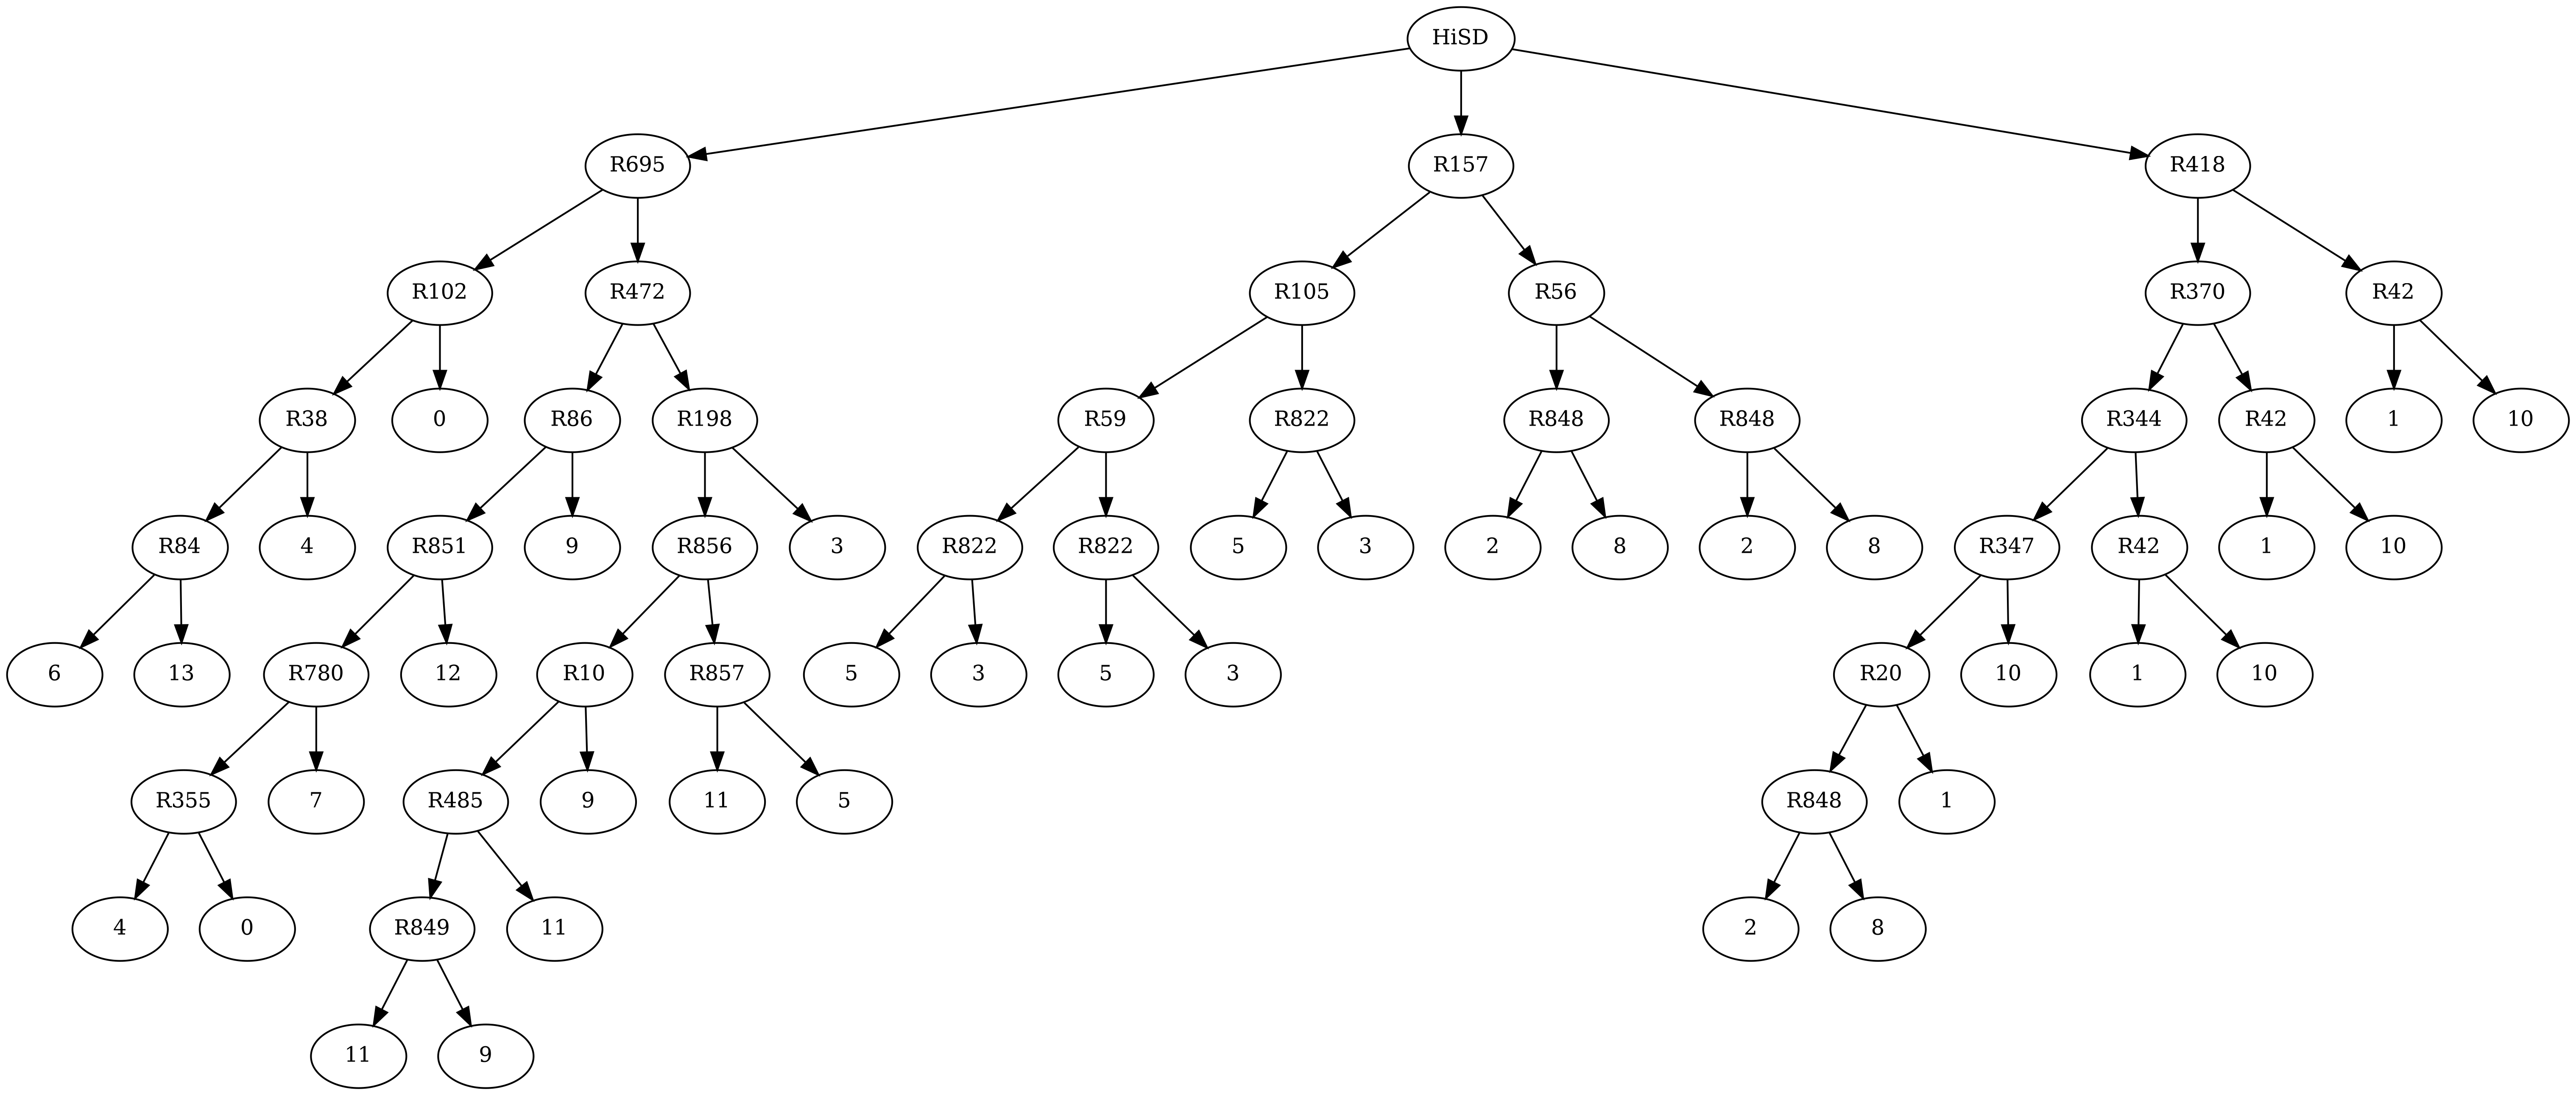 HiSD
R695 R157 R418
R102 R472 R105 R56 R370 R42
R38 0 R86 R198 R59 R822 R848 R848 R344 R42 1 10
R84 4 R851 9 R856 3 R822 R822 5 3 2 8 2 8 R347 R42 1 10
6 13 R780 12 R10 R857 5 3 5 3 R20 10 1 10
R355 7 R485 9 11 5 R848 1
4 0 R849 11 2 8
11 9